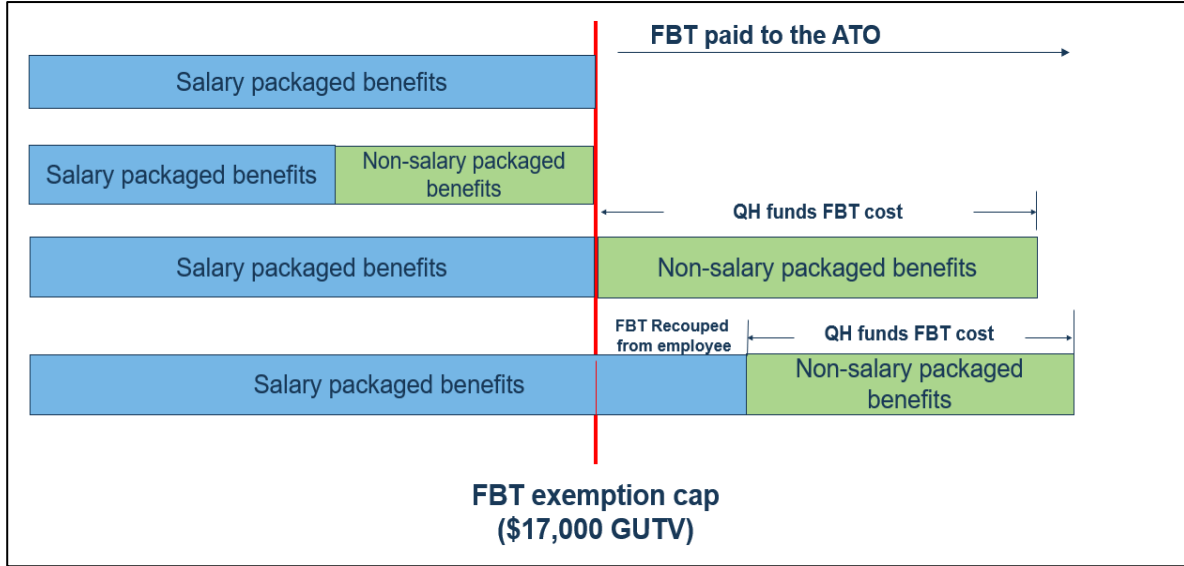 FBT paid to the ATO
Salary packaged benefits
Salary packaged benefits
Non-salary packaged
benefits
QH funds FBT cost
Salary packaged benefits
Non-salary packaged benefits
FBT Recouped
from employee
QH funds FBT cost
Salary packaged benefits
Non-salary packaged
benefits
FBT exemption cap
($17,000 GUTV)